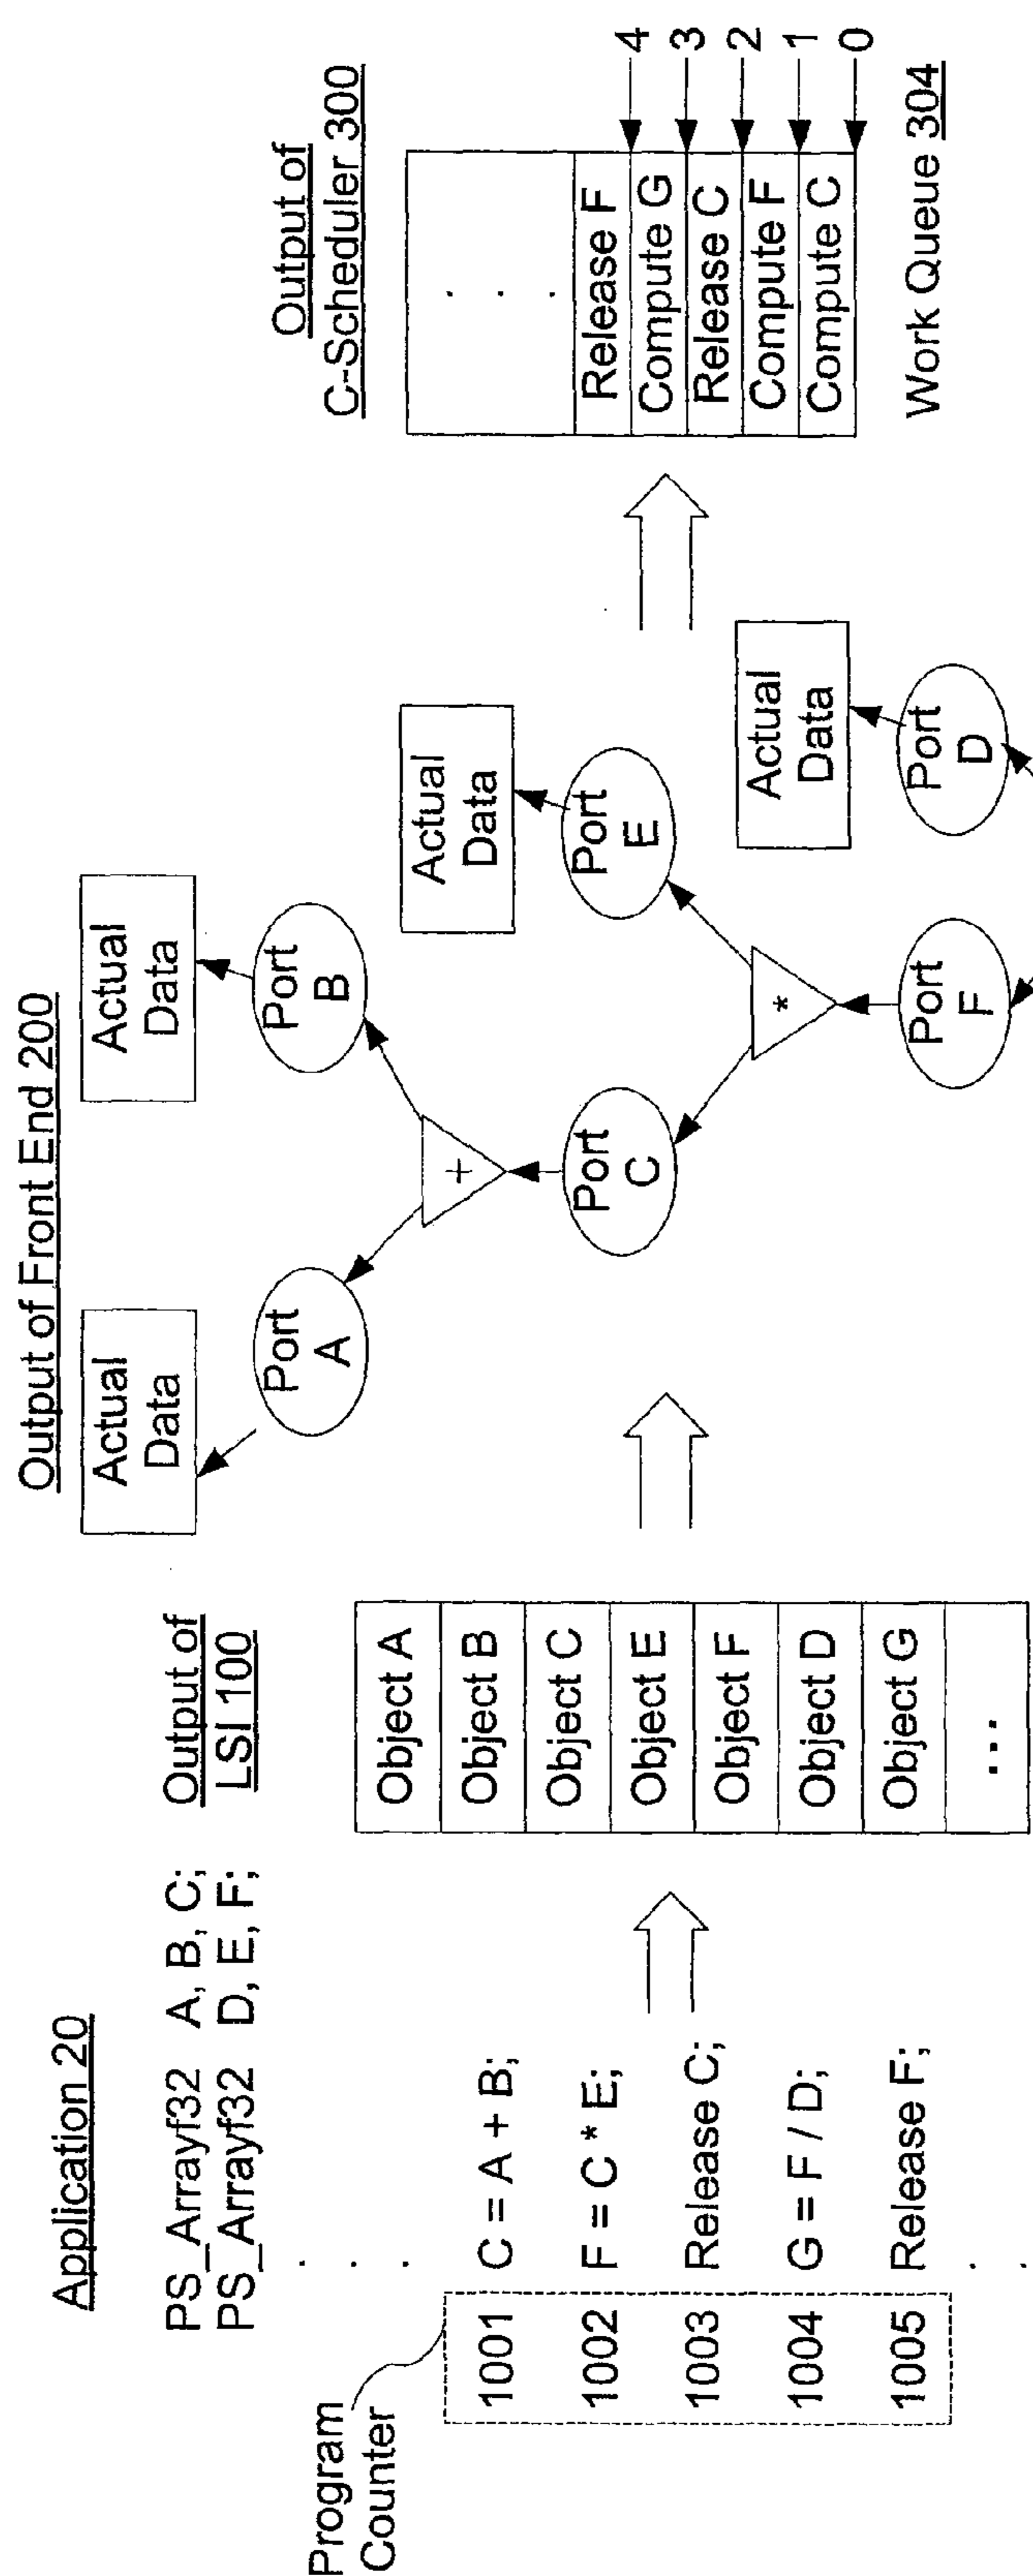 Application 20
PS_Arrayf32 A, B, C;
PS_Arrayf32 D, E, F;
.
.
.
Program
Counter
1001 C = A + B;
1002 F = C * E;
1003 Release C;
1004 G = F / D;
1005 Release F;
.
.
Output of
LSI 100
Object A
Object B
Object C
Object E
Object F
Object D
Object G
...
Output of Front End 200
Actual
Data
Actual
Data
Port
A
Port
B
+
Actual
Data
Port
C
Port
E
*
Actual
Data
Port
F
Port
D
Output of
C-Scheduler 300
.
.
.
Release F
Compute G
Release C
Compute F
Compute C
4
3
2
1
0
Work Queue 304